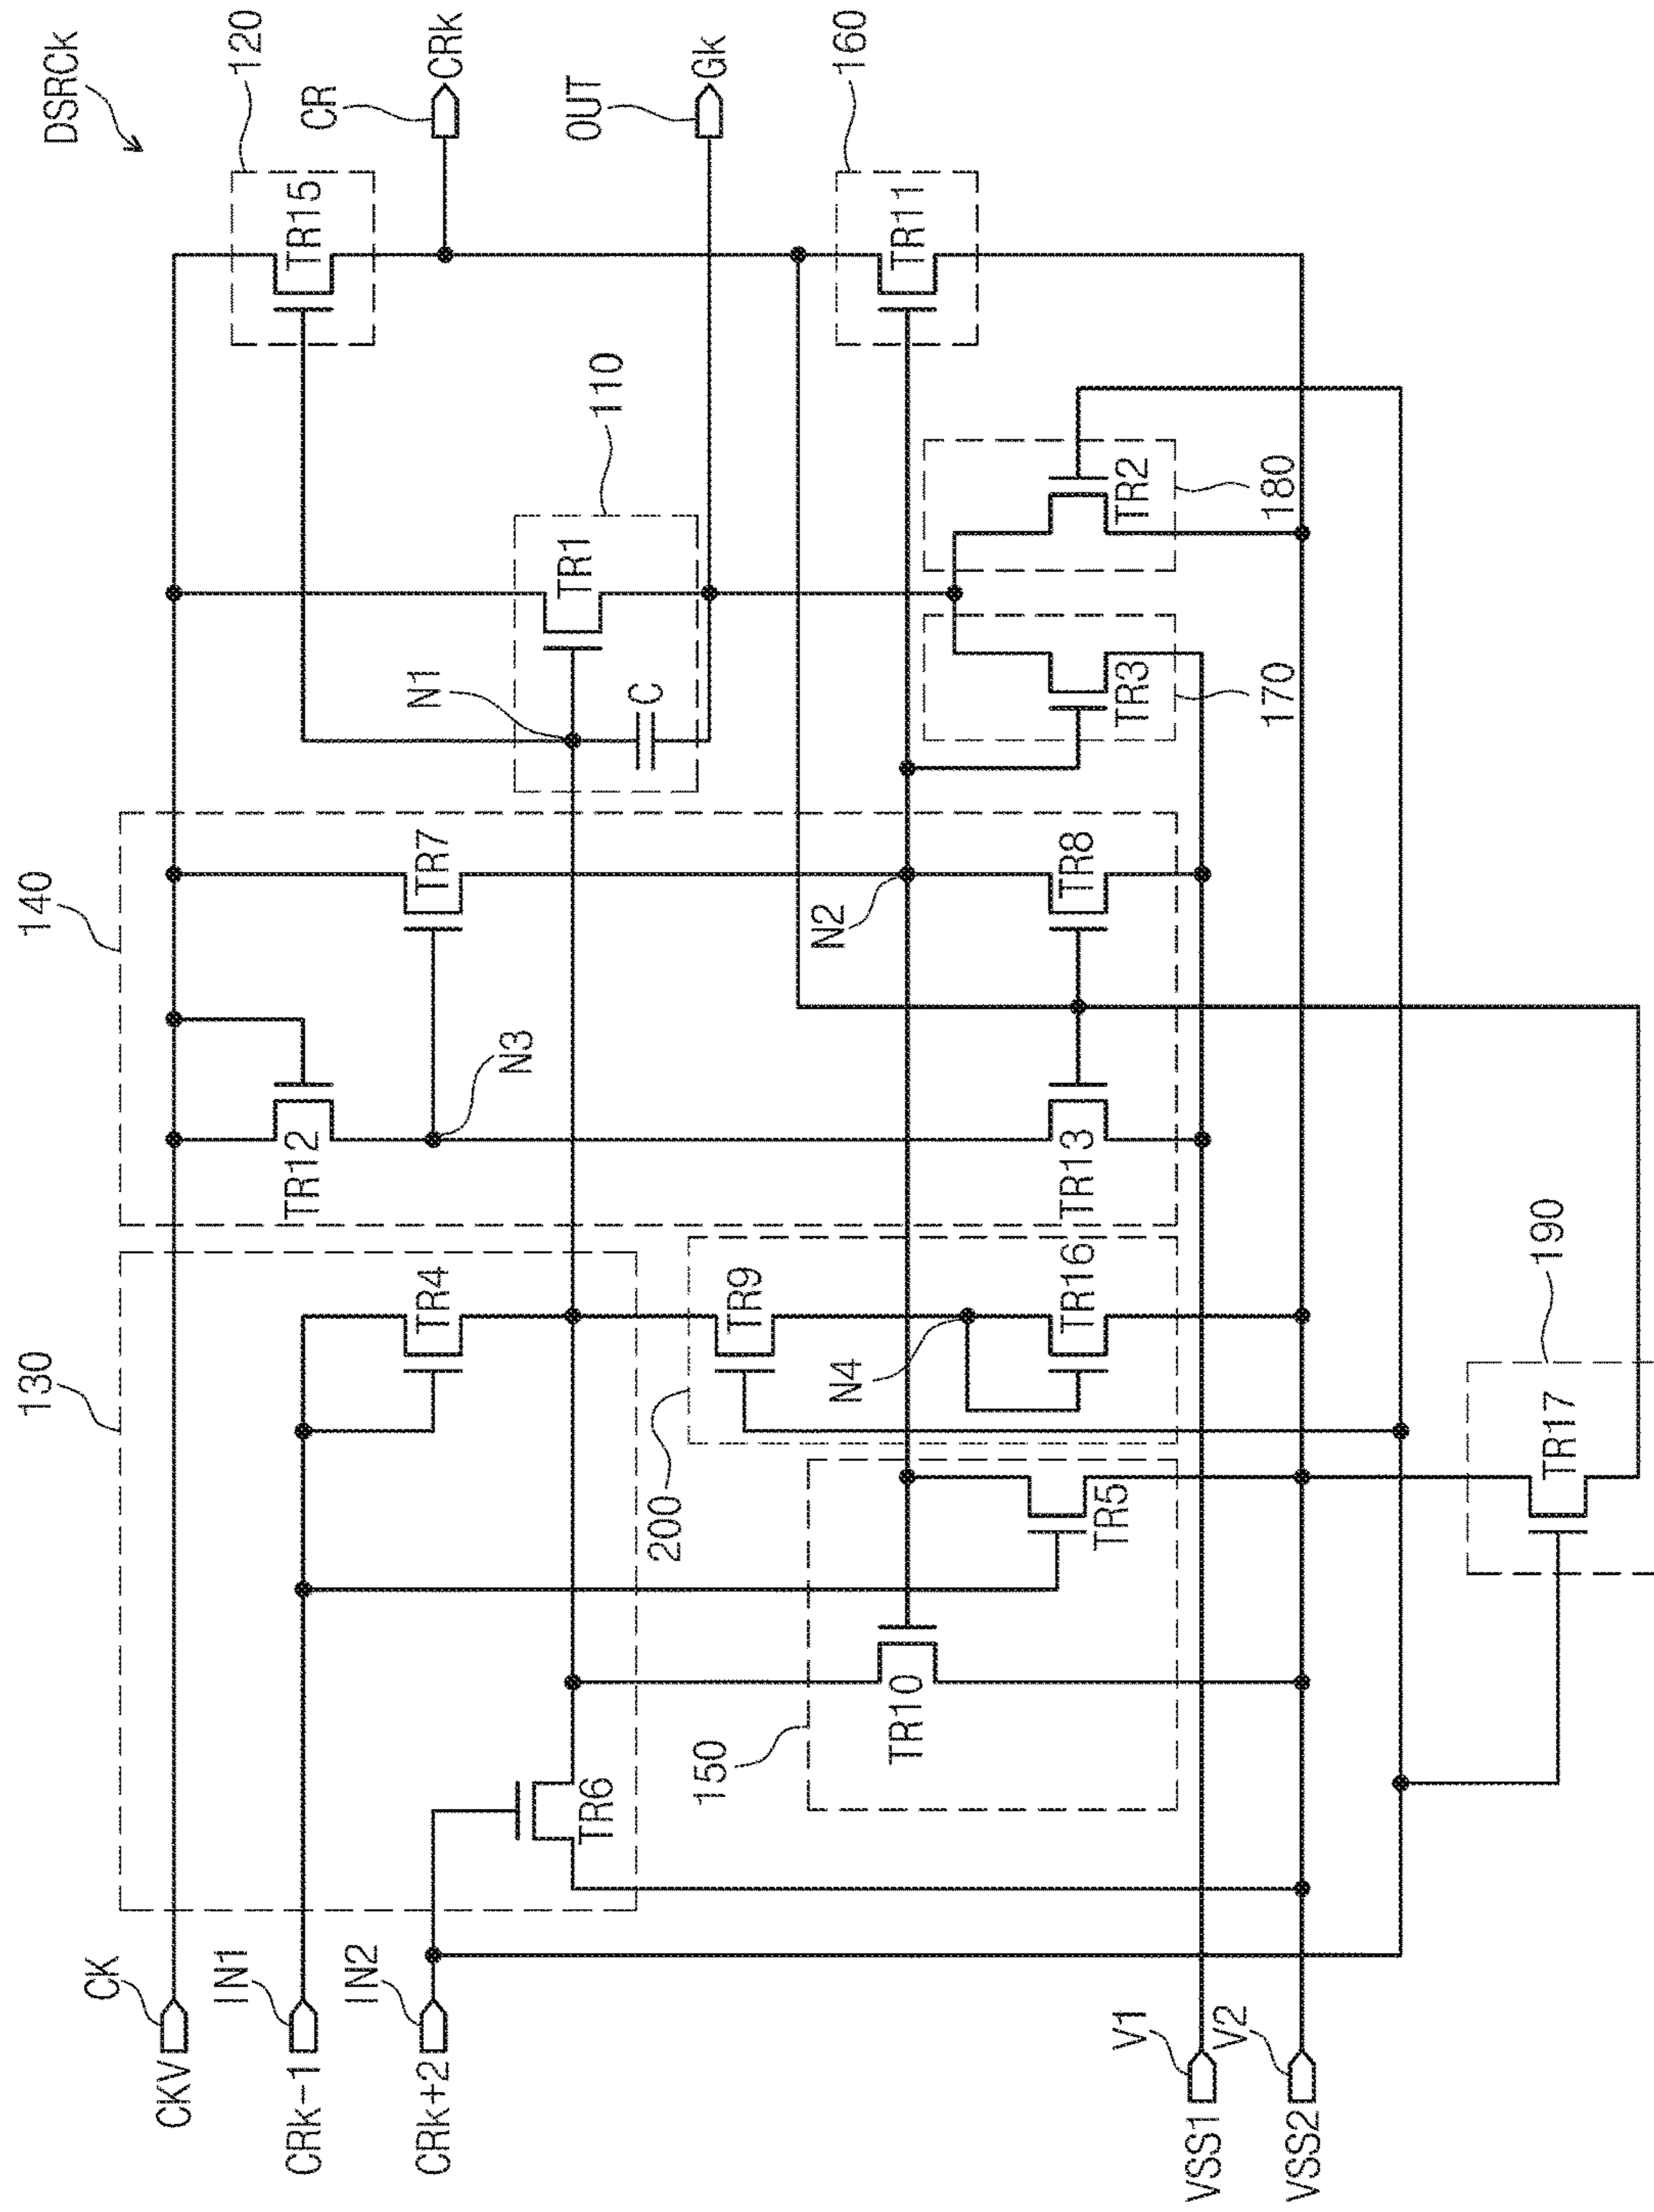 DSRCk
120
CR
CRk
OUT
Gk
160
TR15
TR11
110
TR1
N1
C
TR2
180
TR3
170
140
TR7
N2
TR8
N3
TR12
TR13
130
TR4
TR9
N4
TR16
200
190
TR17
TR5
TR10
150
TR6
CK
CKV
IN1
CRk-1
IN2
CRk+2
V1
VSS1
V2
VSS2